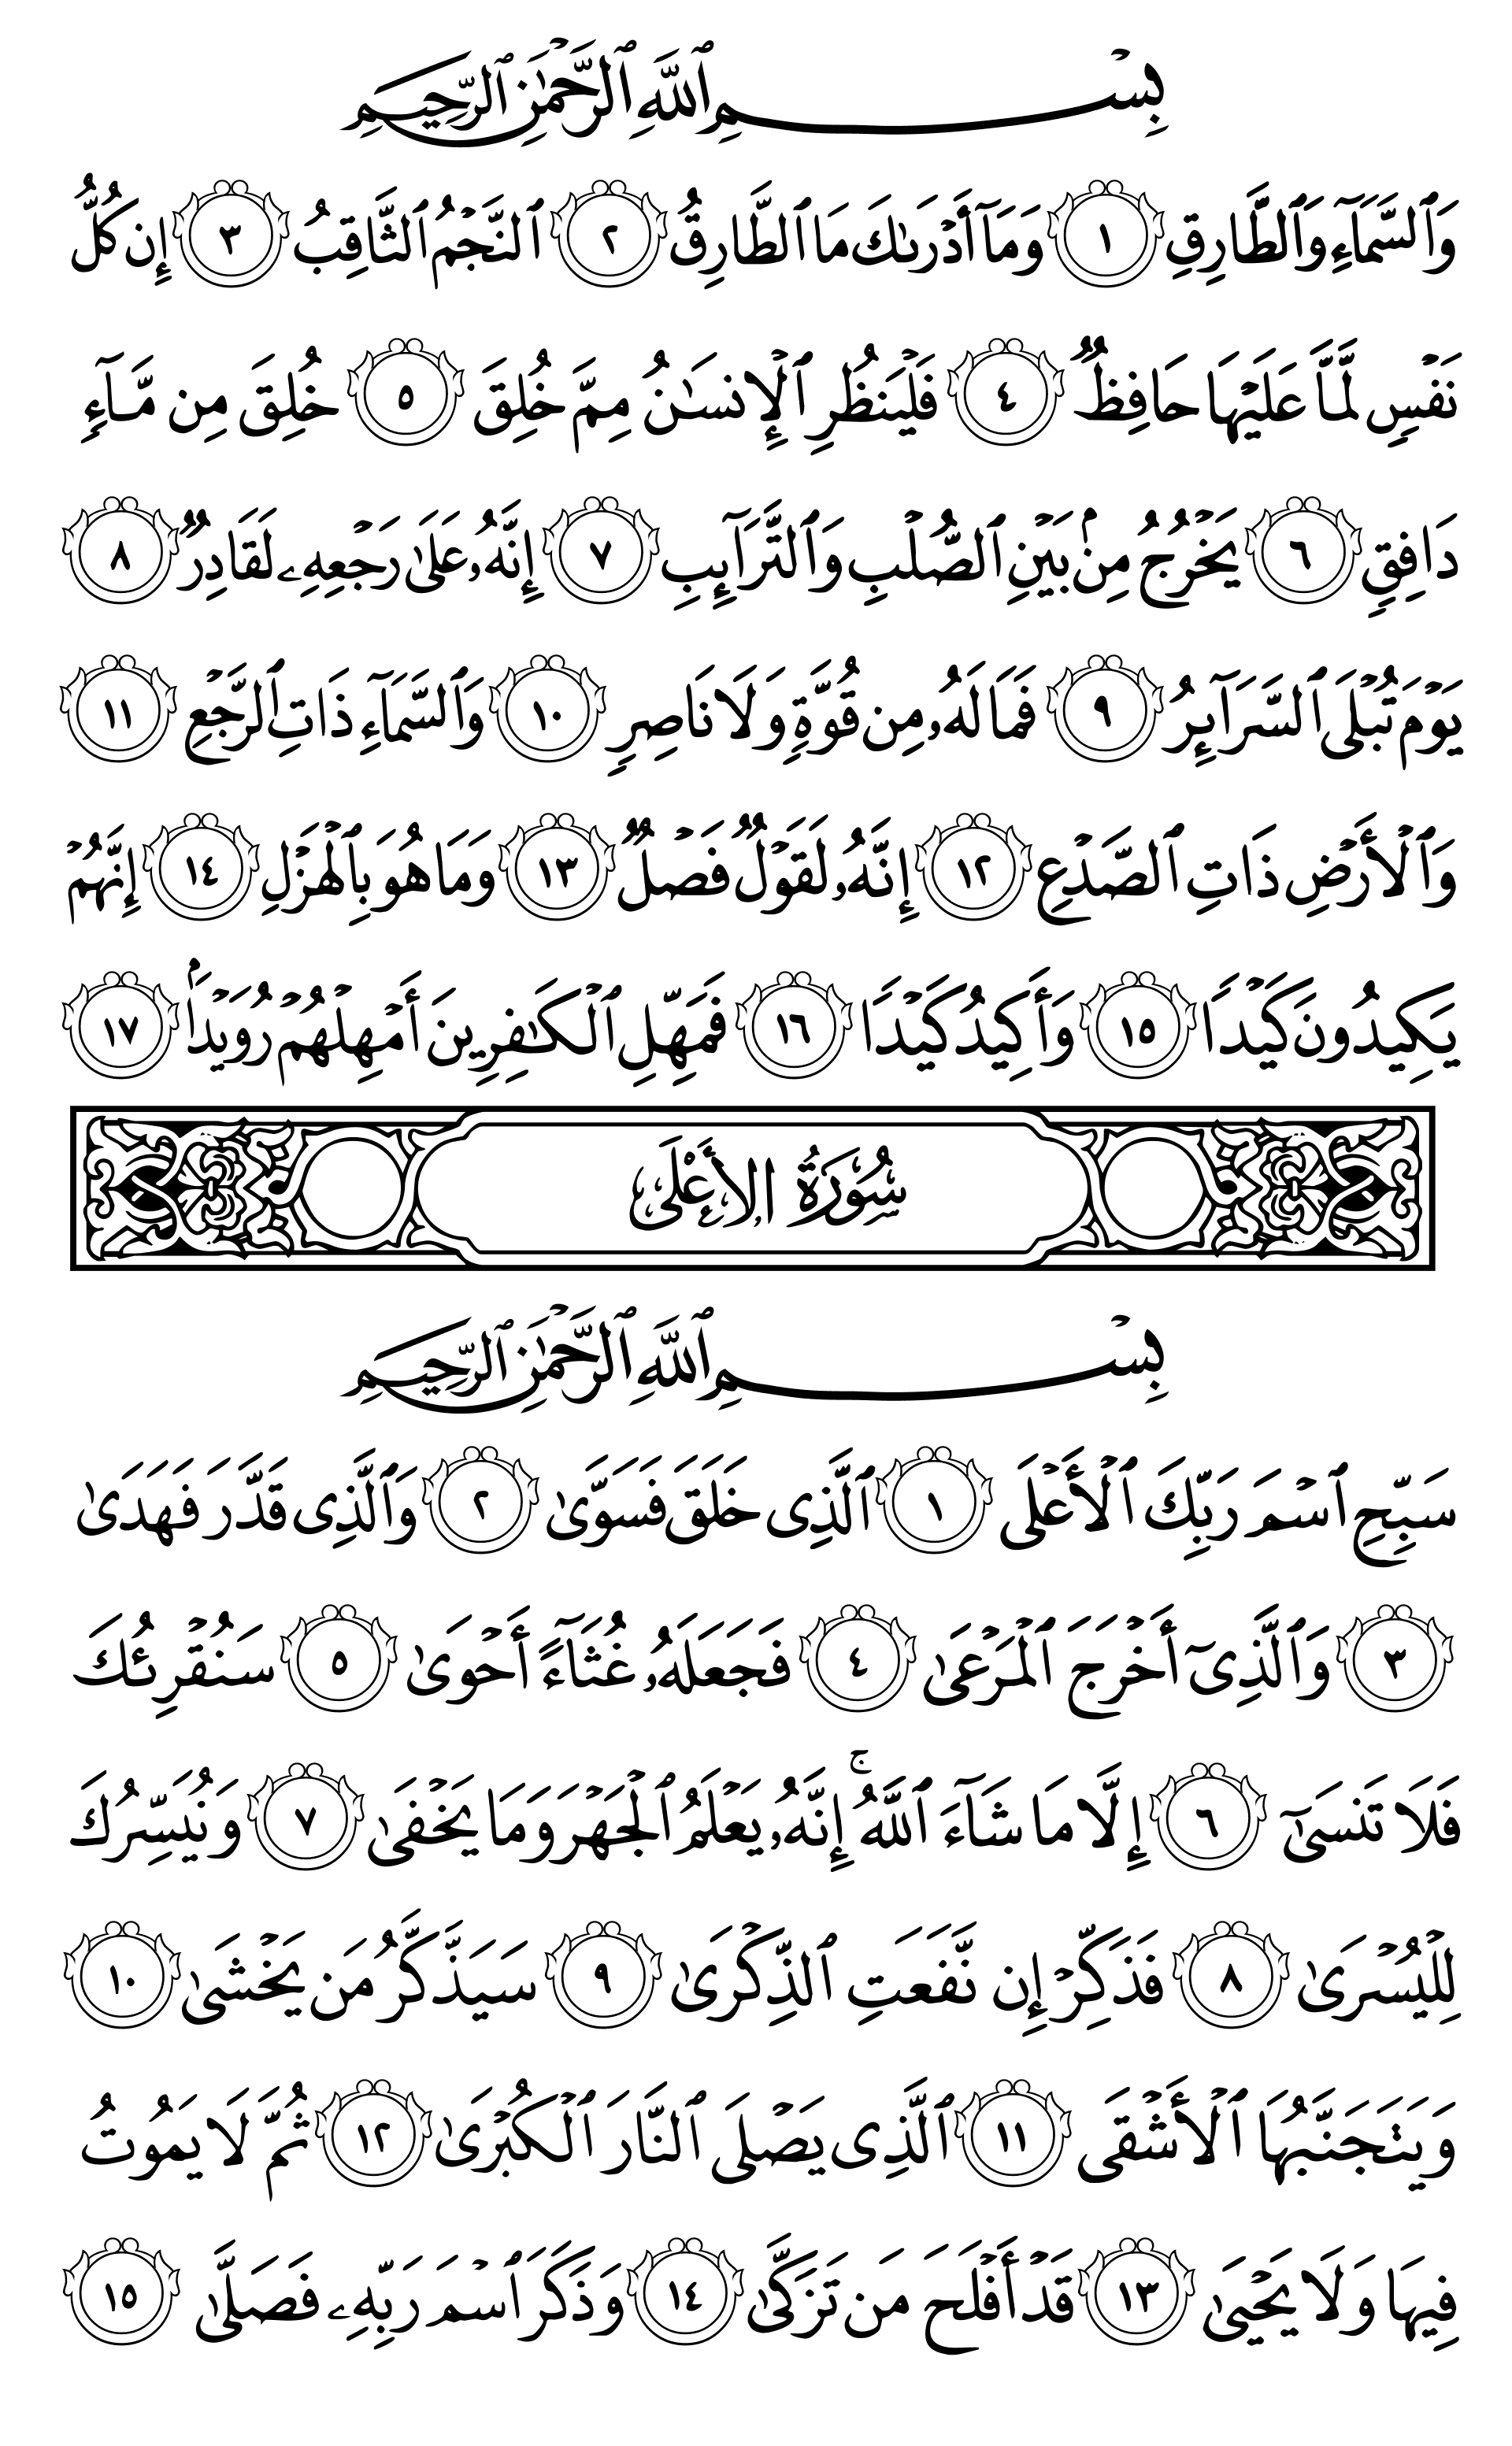 بِسْمِ ٱللَّهِ ٱلرَّحْمَٰنِ ٱلرَّحِيمِ
وَٱلسَّمَآءِ وَٱلطَّارِقِ ١ وَمَآ أَدْرَىٰكَ مَا ٱلطَّارِقُ ٢ ٱلنَّجْمُ ٱلثَّاقِبُ ٣ إِن كُلُّ
نَفْسٍ لَّمَّا عَلَيْهَا حَافِظٌ ٤ فَلْيَنظُرِ ٱلْإِنسَٰنُ مِمَّ خُلِقَ ٥ خُلِقَ مِن مَّآءٍ
دَافِقٍ ٦ يَخْرُجُ مِنۢ بَيْنِ ٱلصُّلْبِ وَٱلتَّرَآئِبِ ٧ إِنَّهُۥ عَلَىٰ رَجْعِهِۦ لَقَادِرٌ ٨
يَوْمَ تُبْلَى ٱلسَّرَآئِرُ ٩ فَمَا لَهُۥ مِن قُوَّةٍ وَلَا نَاصِرٍ ١٠ وَٱلسَّمَآءِ ذَاتِ ٱلرَّجْعِ ١١
وَٱلْأَرْضِ ذَاتِ ٱلصَّدْعِ ١٢ إِنَّهُۥ لَقَوْلٌ فَصْلٌ ١٣ وَمَا هُوَ بِٱلْهَزْلِ ١٤ إِنَّهُمْ
يَكِيدُونَ كَيْدًا ١٥ وَأَكِيدُ كَيْدًا ١٦ فَمَهِّلِ ٱلْكَٰفِرِينَ أَمْهِلْهُمْ رُوَيْدًۢا ١٧
سُورَةُ الأَعْلَىٰ
بِسْمِ ٱللَّهِ ٱلرَّحْمَٰنِ ٱلرَّحِيمِ
سَبِّحِ ٱسْمَ رَبِّكَ ٱلْأَعْلَى ١ ٱلَّذِى خَلَقَ فَسَوَّىٰ ٢ وَٱلَّذِى قَدَّرَ فَهَدَىٰ
٣ وَٱلَّذِىٓ أَخْرَجَ ٱلْمَرْعَىٰ ٤ فَجَعَلَهُۥ غُثَآءً أَحْوَىٰ ٥ سَنُقْرِئُكَ
فَلَا تَنسَىٰٓ ٦ إِلَّا مَا شَآءَ ٱللَّهُ ۚ إِنَّهُۥ يَعْلَمُ ٱلْجَهْرَ وَمَا يَخْفَىٰ ٧ وَنُيَسِّرُكَ
لِلْيُسْرَىٰ ٨ فَذَكِّرْ إِن نَّفَعَتِ ٱلذِّكْرَىٰ ٩ سَيَذَّكَّرُ مَن يَخْشَىٰ ١٠
وَيَتَجَنَّبُهَا ٱلْأَشْقَى ١١ ٱلَّذِى يَصْلَى ٱلنَّارَ ٱلْكُبْرَىٰ ١٢ ثُمَّ لَا يَمُوتُ
فِيهَا وَلَا يَحْيَىٰ ١٣ قَدْ أَفْلَحَ مَن تَزَكَّىٰ ١٤ وَذَكَرَ ٱسْمَ رَبِّهِۦ فَصَلَّىٰ ١٥